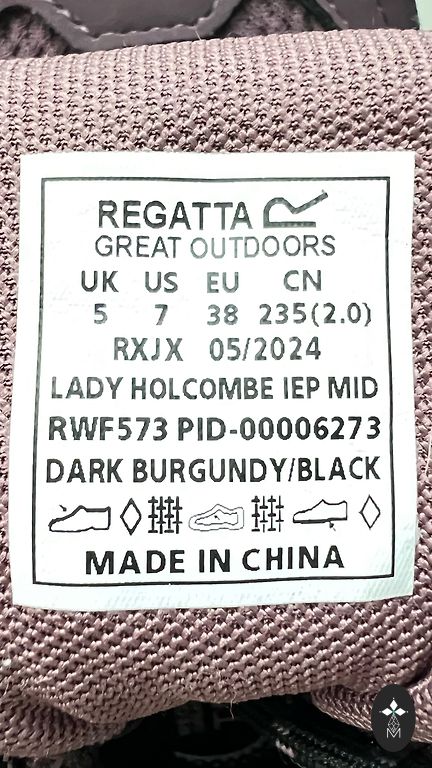 REGATTA
GREAT OUTDOORS
UK US EU CN
5 7 38 235(2.0)
RXJX 05/2024
LADY HOLCOMBE IEP MID
RWF573 PID-00006273
DARK BURGUNDY/BLACK
MADE IN CHINA